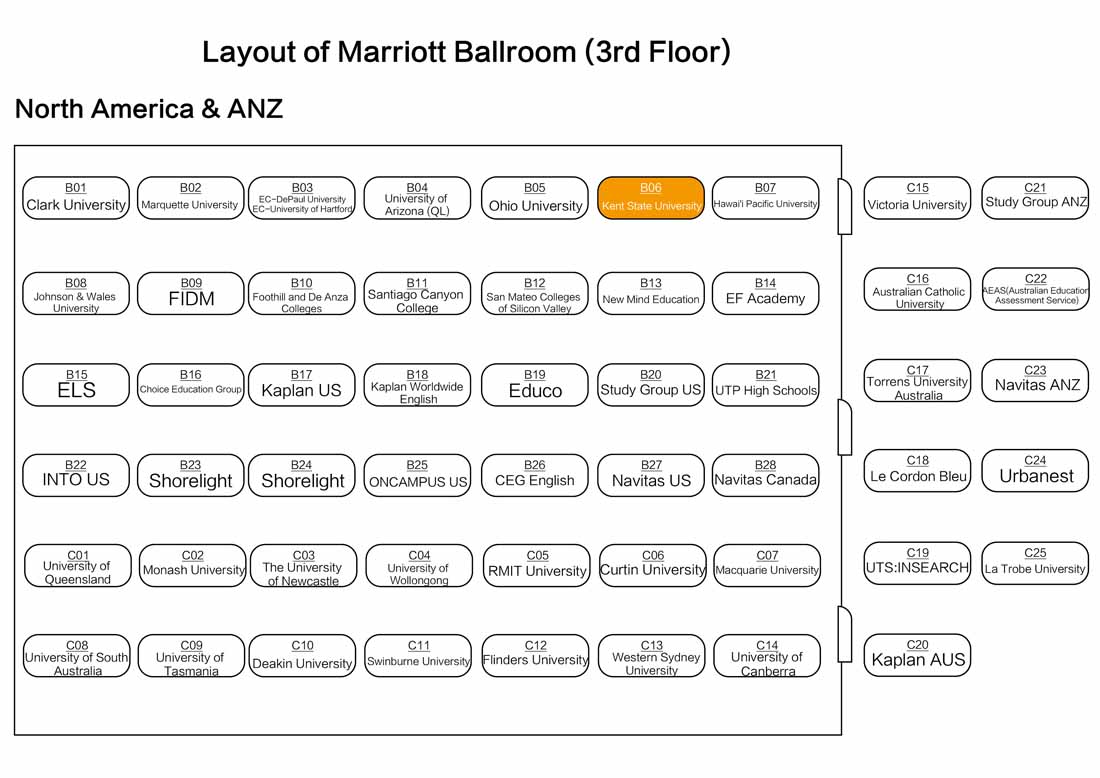 Layout of Marriott Ballroom (3rd Floor)
North America & ANZ
B01
Clark University
B02
Marquette University
B03
EC-DePaul University
EC-University of Hartford
B04
University of
Arizona (QL)
B05
Ohio University
B06
Kent State University
B07
Hawai'i Pacific University
C15
Victoria University
C21
Study Group ANZ
B08
Johnson & Wales
University
B09
FIDM
B10
Foothill and De Anza
Colleges
B11
Santiago Canyon
College
B12
San Mateo Colleges
of Silicon Valley
B13
New Mind Education
B14
EF Academy
C16
Australian Catholic
University
C22
AEAS(Australian Education
Assessment Service)
B15
ELS
B16
Choice Education Group
B17
Kaplan US
B18
Kaplan Worldwide
English
B19
Educo
B20
Study Group US
B21
UTP High Schools
C17
Torrens University
Australia
C23
Navitas ANZ
B22
INTO US
B23
Shorelight
B24
Shorelight
B25
ONCAMPUS US
B26
CEG English
B27
Navitas US
B28
Navitas Canada
C18
Le Cordon Bleu
C24
Urbanest
C01
University of
Queensland
C02
Monash University
C03
The University
of Newcastle
C04
University of
Wollongong
C05
RMIT University
C06
Curtin University
C07
Macquarie University
C19
UTS:INSEARCH
C25
La Trobe University
C08
University of South
Australia
C09
University of
Tasmania
C10
Deakin University
C11
Swinburne University
C12
Flinders University
C13
Western Sydney
University
C14
University of
Canberra
C20
Kaplan AUS